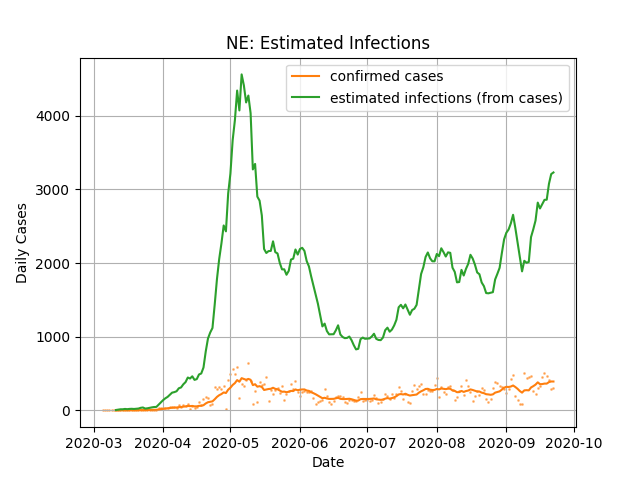 NE: Estimated Infections
confirmed cases
estimated infections (from cases)
Daily Cases
4000
3000
2000
1000
0
2020-03 2020-04 2020-05 2020-06 2020-07 2020-08 2020-09 2020-10
Date